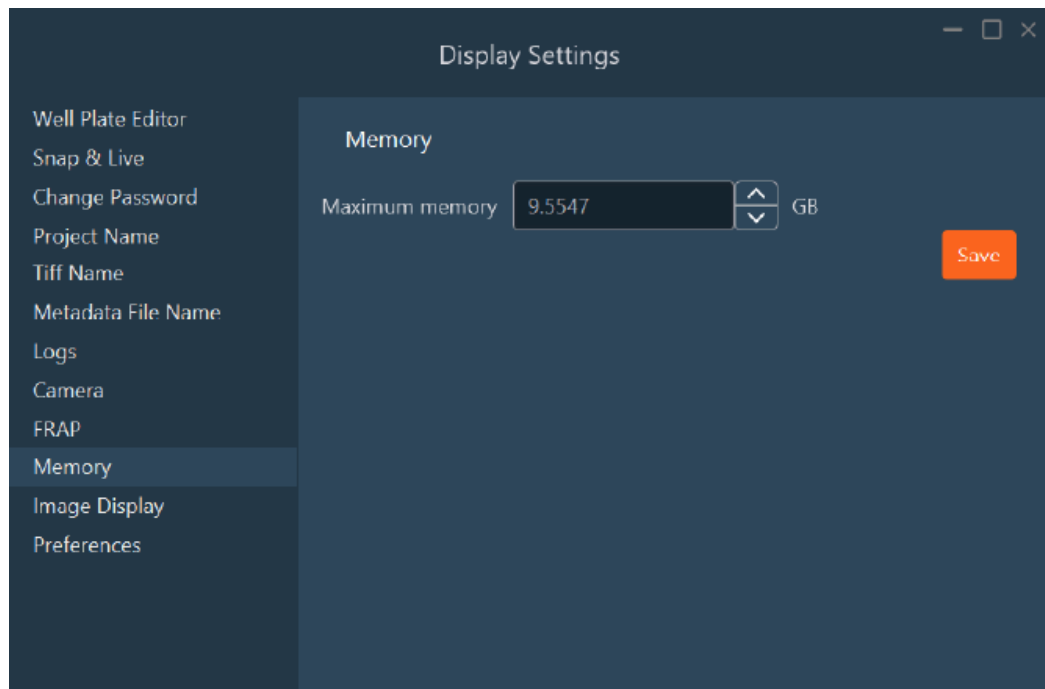 Display Settings
Well Plate Editor
Snap & Live
Change Password
Project Name
Tiff Name
Metadata File Name
Logs
Camera
FRAP
Memory
Image Display
Preferences
Memory
Maximum memory 9.5547 GB
Save